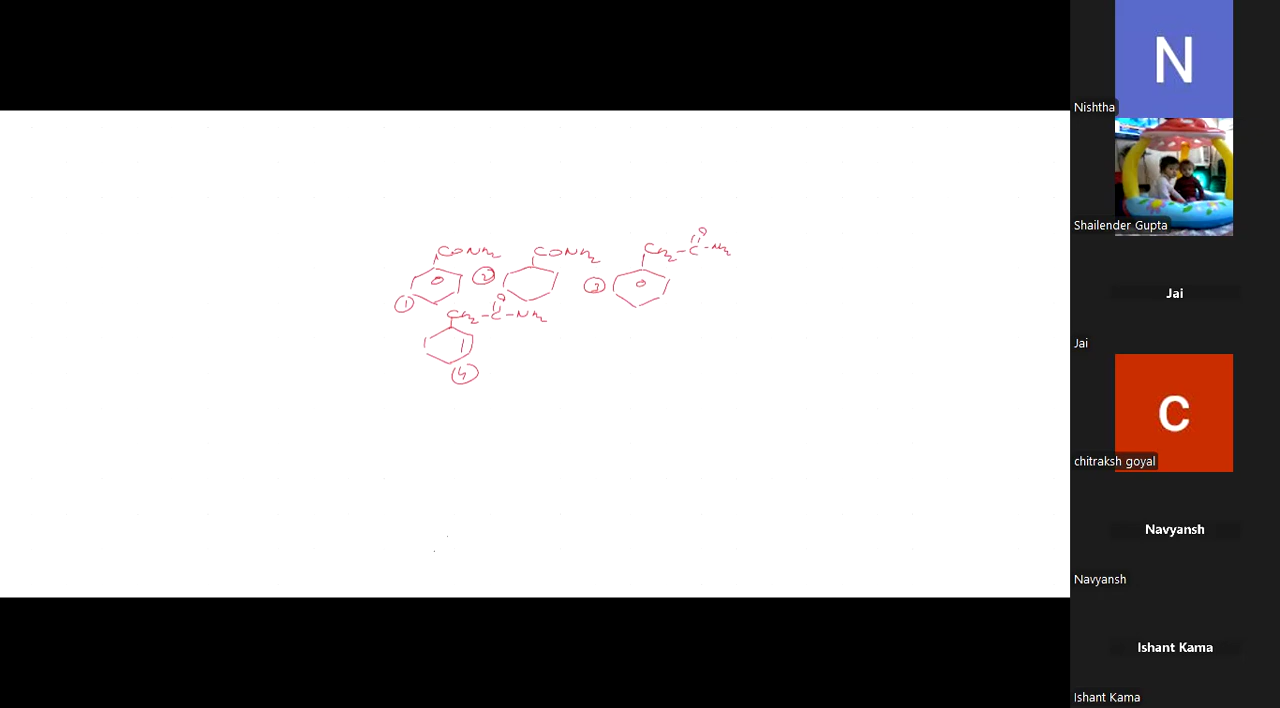 CONH₂ CONH₂ CH₂-C-NH₂
O
①
②
③
O
CH₂-C-NH₂
④
N
Nishtha
Shailender Gupta
Jai
Jai
C
chitraksh goyal
Navyansh
Navyansh
Ishant Kama
Ishant Kama